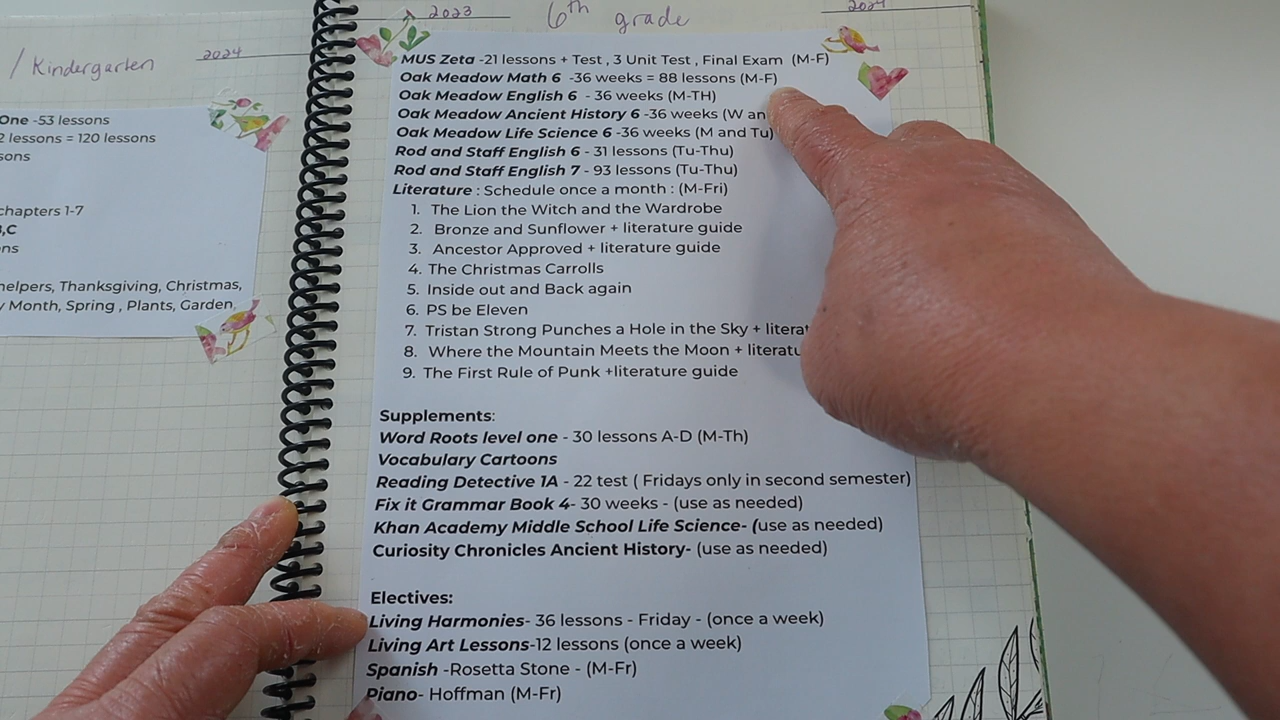 / Kindergarten 2024
One -53 lessons
2 lessons = 120 lessons
sons
chapters 1-7
,C
ns
helpers, Thanksgiving, Christmas,
y Month, Spring , Plants, Garden,
2023 6th grade 2024
MUS Zeta -21 lessons + Test , 3 Unit Test , Final Exam (M-F)
Oak Meadow Math 6 -36 weeks = 88 lessons (M-F)
Oak Meadow English 6 - 36 weeks (M-TH)
Oak Meadow Ancient History 6 -36 weeks (W an
Oak Meadow Life Science 6 -36 weeks (M and Tu)
Rod and Staff English 6 - 31 lessons (Tu-Thu)
Rod and Staff English 7 - 93 lessons (Tu-Thu)
Literature : Schedule once a month : (M-Fri)
1. The Lion the Witch and the Wardrobe
2. Bronze and Sunflower + literature guide
3. Ancestor Approved + literature guide
4. The Christmas Carrolls
5. Inside out and Back again
6. PS be Eleven
7. Tristan Strong Punches a Hole in the Sky + literat
8. Where the Mountain Meets the Moon + literatu
9. The First Rule of Punk +literature guide
Supplements:
Word Roots level one - 30 lessons A-D (M-Th)
Vocabulary Cartoons
Reading Detective 1A - 22 test ( Fridays only in second semester)
Fix it Grammar Book 4- 30 weeks - (use as needed)
Khan Academy Middle School Life Science- (use as needed)
Curiosity Chronicles Ancient History- (use as needed)
Electives:
Living Harmonies- 36 lessons - Friday - (once a week)
Living Art Lessons-12 lessons (once a week)
Spanish -Rosetta Stone - (M-Fr)
Piano- Hoffman (M-Fr)